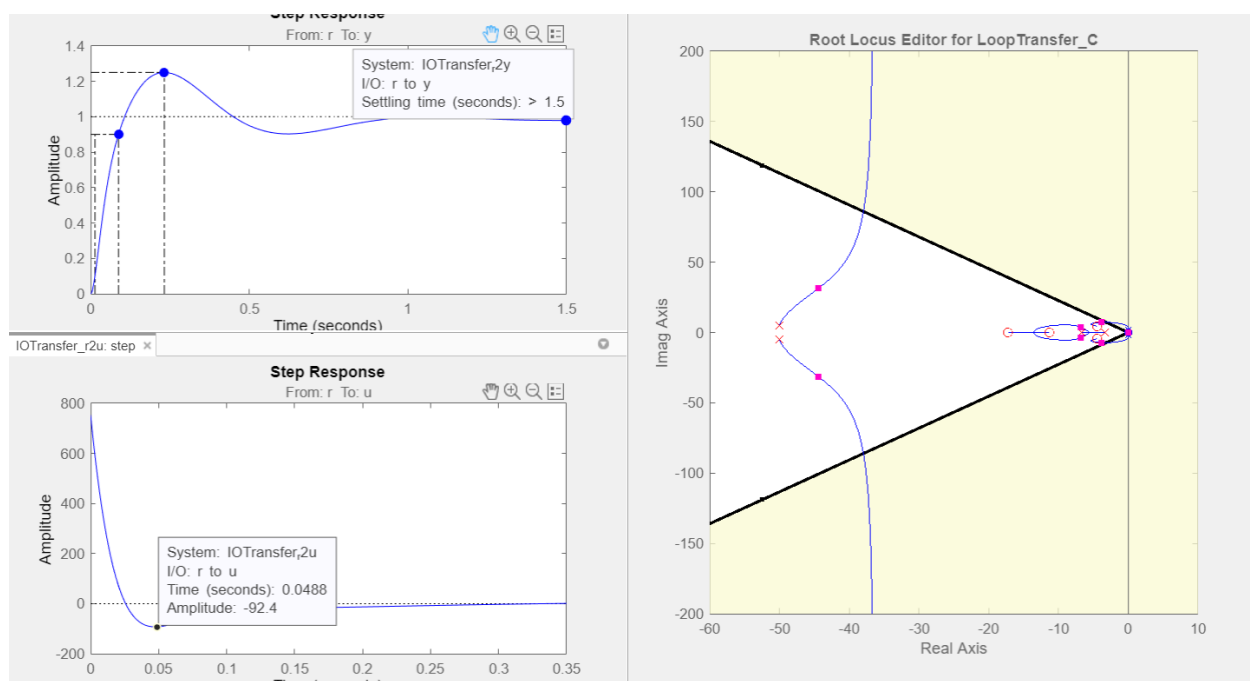 Step Response
From: r To: y
System: IOTransfer_r2y
I/O: r to y
Settling time (seconds): > 1.5
Amplitude
1.4
1.2
1
0.8
0.6
0.4
0.2
0
0
0.5
1
1.5
Time (seconds)
IOTransfer_r2u: step ×
Step Response
From: r To: u
Amplitude
800
600
400
200
0
-200
System: IOTransfer_r2u
I/O: r to u
Time (seconds): 0.0488
Amplitude: -92.4
0
0.05
0.1
0.15
0.2
0.25
0.3
0.35
Root Locus Editor for LoopTransfer_C
Imag Axis
200
150
100
50
0
-50
-100
-150
-200
-60
-50
-40
-30
-20
-10
0
10
Real Axis